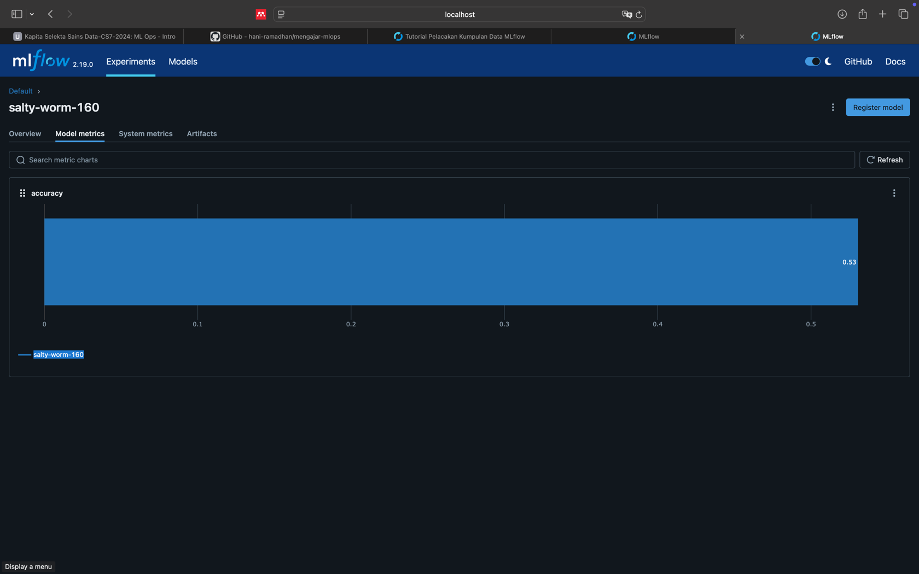 localhost
Kapita Selekta Sains Data-CS7-2024: ML Ops - Intro
GitHub - hani-ramadhan/mengajar-mlops
Tutorial Pelacakan Kumpulan Data MLflow
MLflow
MLflow
mlflow 2.19.0
Experiments
Models
GitHub
Docs
Default
salty-worm-160
Register model
Overview
Model metrics
System metrics
Artifacts
Search metric charts
Refresh
accuracy
0.53
0
0.1
0.2
0.3
0.4
0.5
salty-worm-160
Display a menu